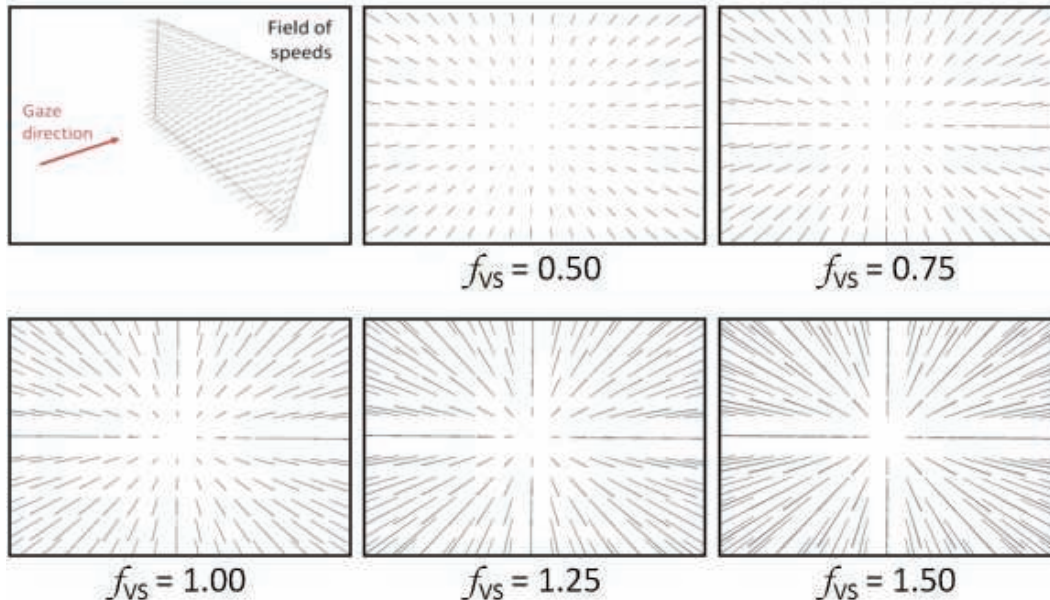 Field of
speeds
Gaze
direction
fVS = 0.50
fVS = 0.75
fVS = 1.00
fVS = 1.25
fVS = 1.50